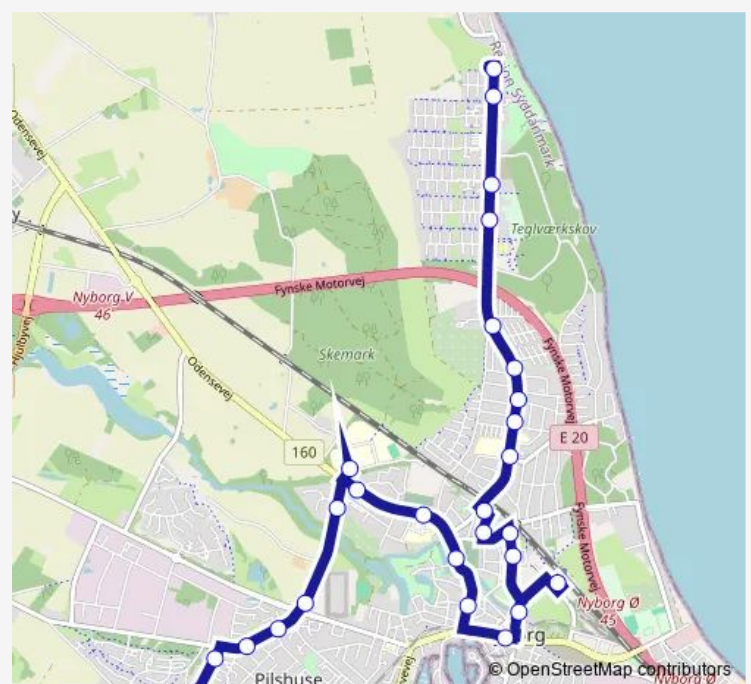 Region Syddanmark
Odensevej
Teglværkskov
Fynske Motorvej
Nyborg V
46
Hjulbyvej
Skemark
Odensevej
Fynske Motorvej
160
E 20
Fynske Motorvej
Nyborg Ø
45
rg
Pilshuse
© OpenStreetMap contributors
Nyborg Ø